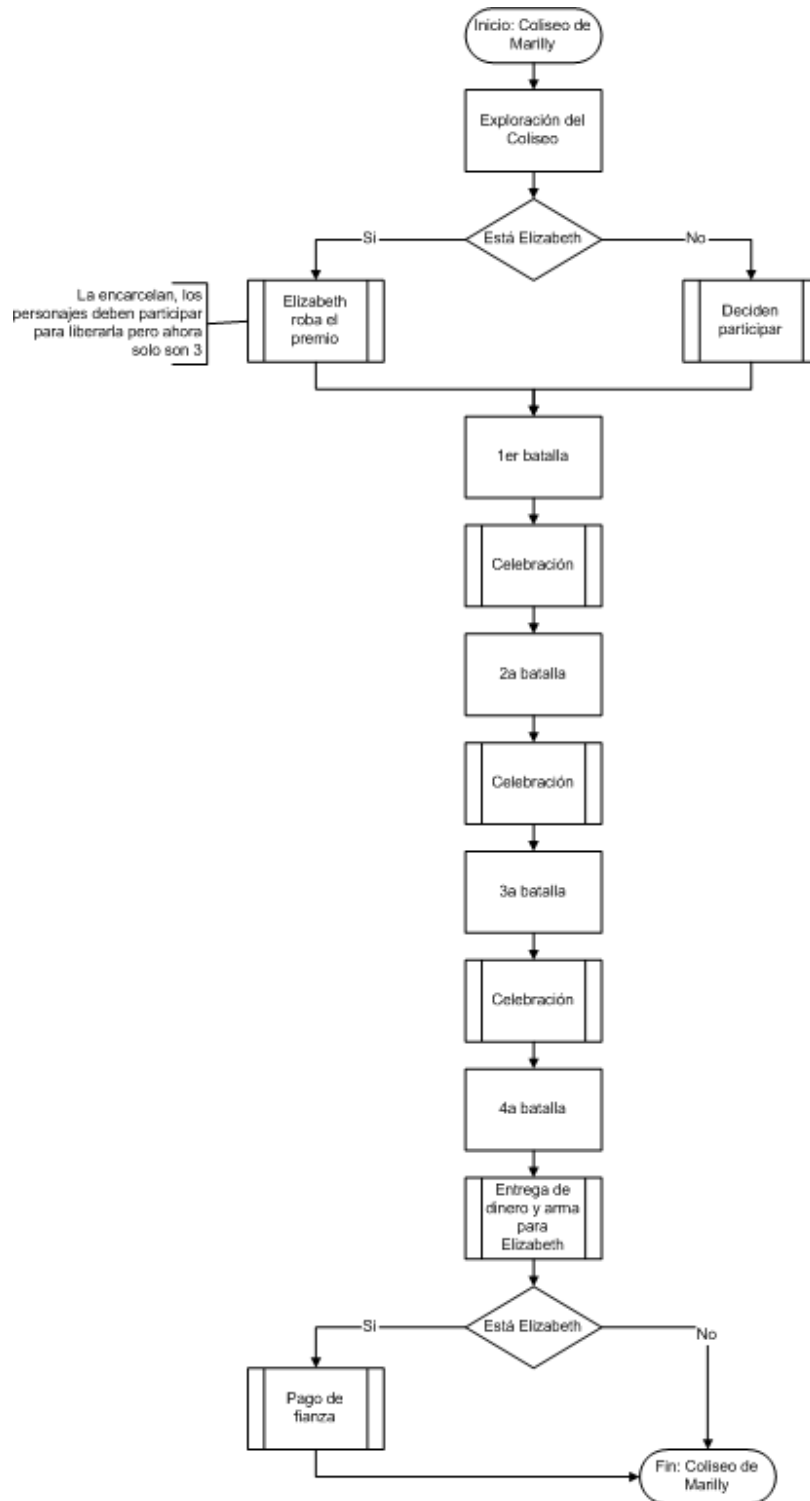 Inicio: Coliseo de
Marilly
Exploración del
Coliseo
Está Elizabeth
Si
No
La encarcelan, los
personajes deben participar
para liberarla pero ahora
solo son 3
Elizabeth
roba el
premio
Deciden
participar
1er batalla
Celebración
2a batalla
Celebración
3a batalla
Celebración
4a batalla
Entrega de
dinero y arma
para
Elizabeth
Está Elizabeth
Si
No
Pago de
fianza
Fin: Coliseo de
Marilly